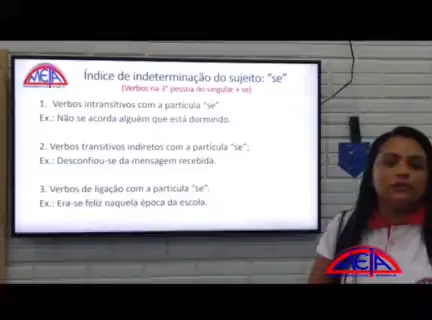 META
Índice de indeterminação do sujeito: "se"
(Verbos na 3ª pessoa do singular + se)
1. Verbos intransitivos com a partícula "se"
Ex.: Não se acorda alguém que está dormindo.
2. Verbos transitivos indiretos com a partícula "se";
Ex.: Desconfiou-se da mensagem recebida.
3. Verbos de ligação com a partícula "se".
Ex.: Era-se feliz naquela época da escola.
META